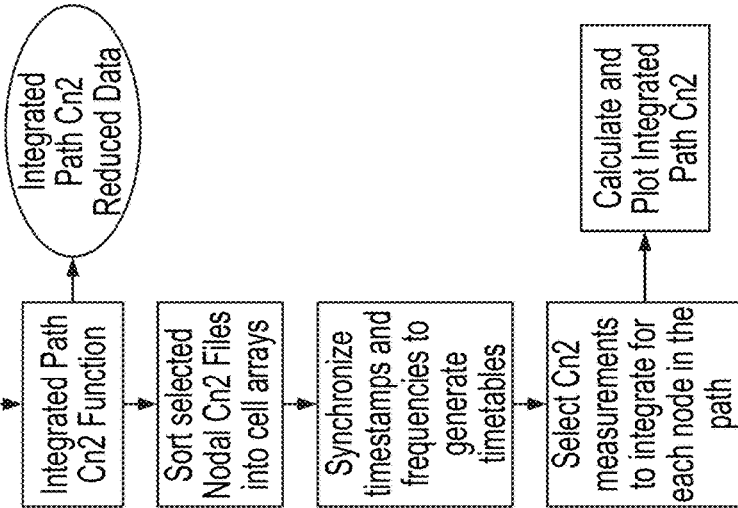 Integrated
Path Cn2
Reduced Data
Integrated Path
Cn2 Function
Sort selected
Nodal Cn2 Files
into cell arrays
Synchronize
timestamps and
frequencies to
generate
timetables
Select Cn2
measurements
to integrate for
each node in the
path
Calculate and
Plot Integrated
Path Cn2